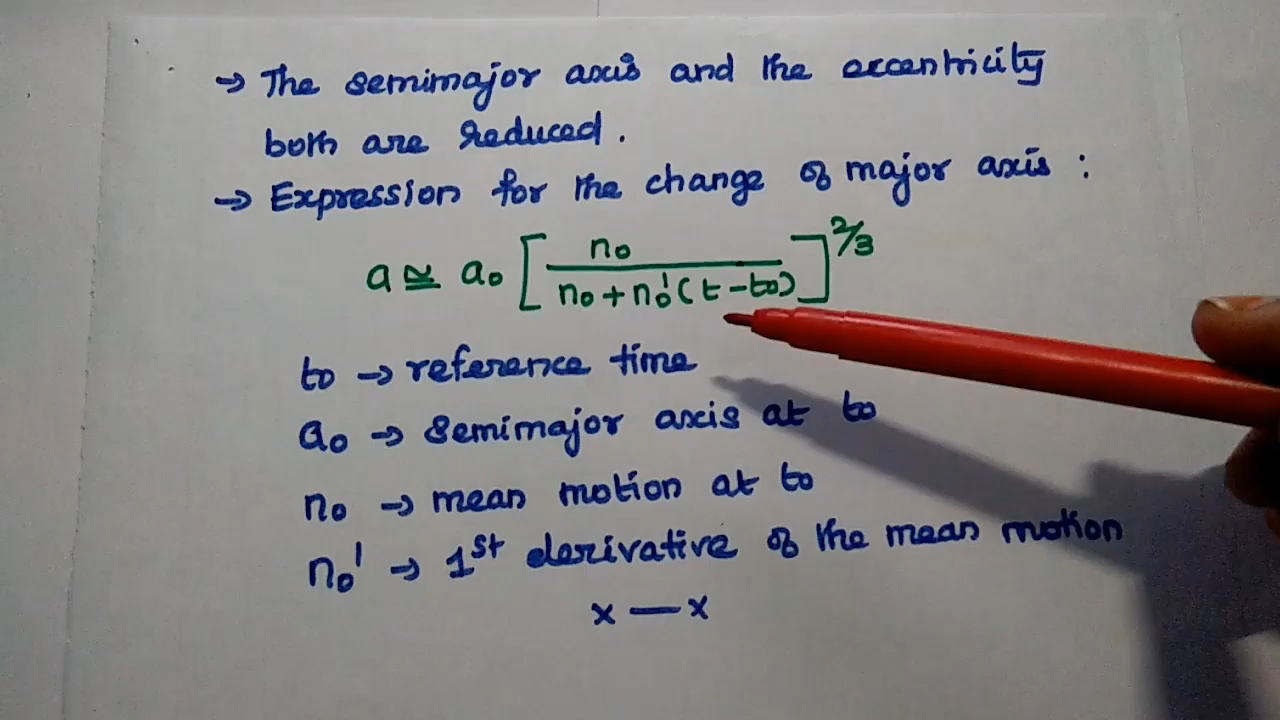 → The semimajor axis and the eccentricity
both are reduced.
→ Expression for the change of major axis :
a ≅ a₀ [ n₀ / n₀ + n₀' (t - t₀) ]^2/3
t₀ → reference time
a₀ → semimajor axis at t₀
n₀ → mean motion at t₀
n₀' → 1st derivative of the mean motion
x — x